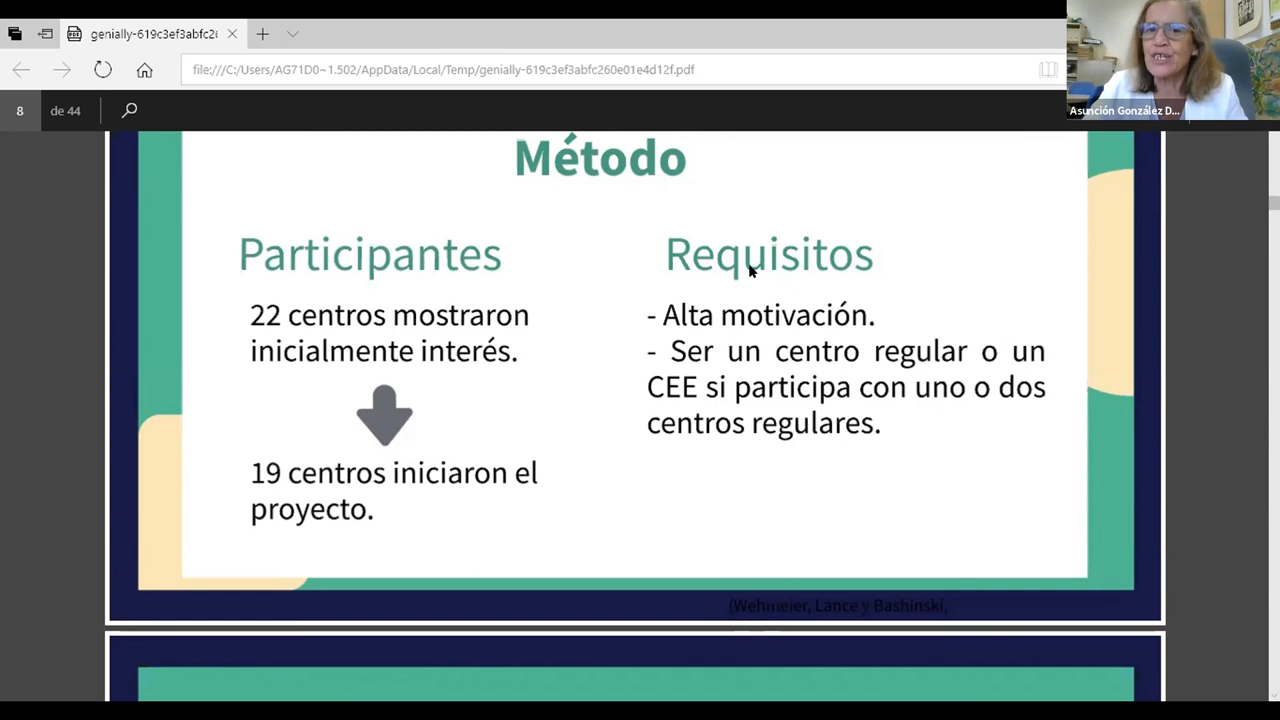 genially-619c3ef3abfc2
file:///C:/Users/AG71D0~1.502/AppData/Local/Temp/genially-619c3ef3abfc260e01e4d12f.pdf
8 de 44
Asunción González D...
Método
Participantes
22 centros mostraron
inicialmente interés.
19 centros iniciaron el
proyecto.
Requisitos
- Alta motivación.
- Ser un centro regular o un
CEE si participa con uno o dos
centros regulares.
(Wehmeier, Lance y Bashinski,